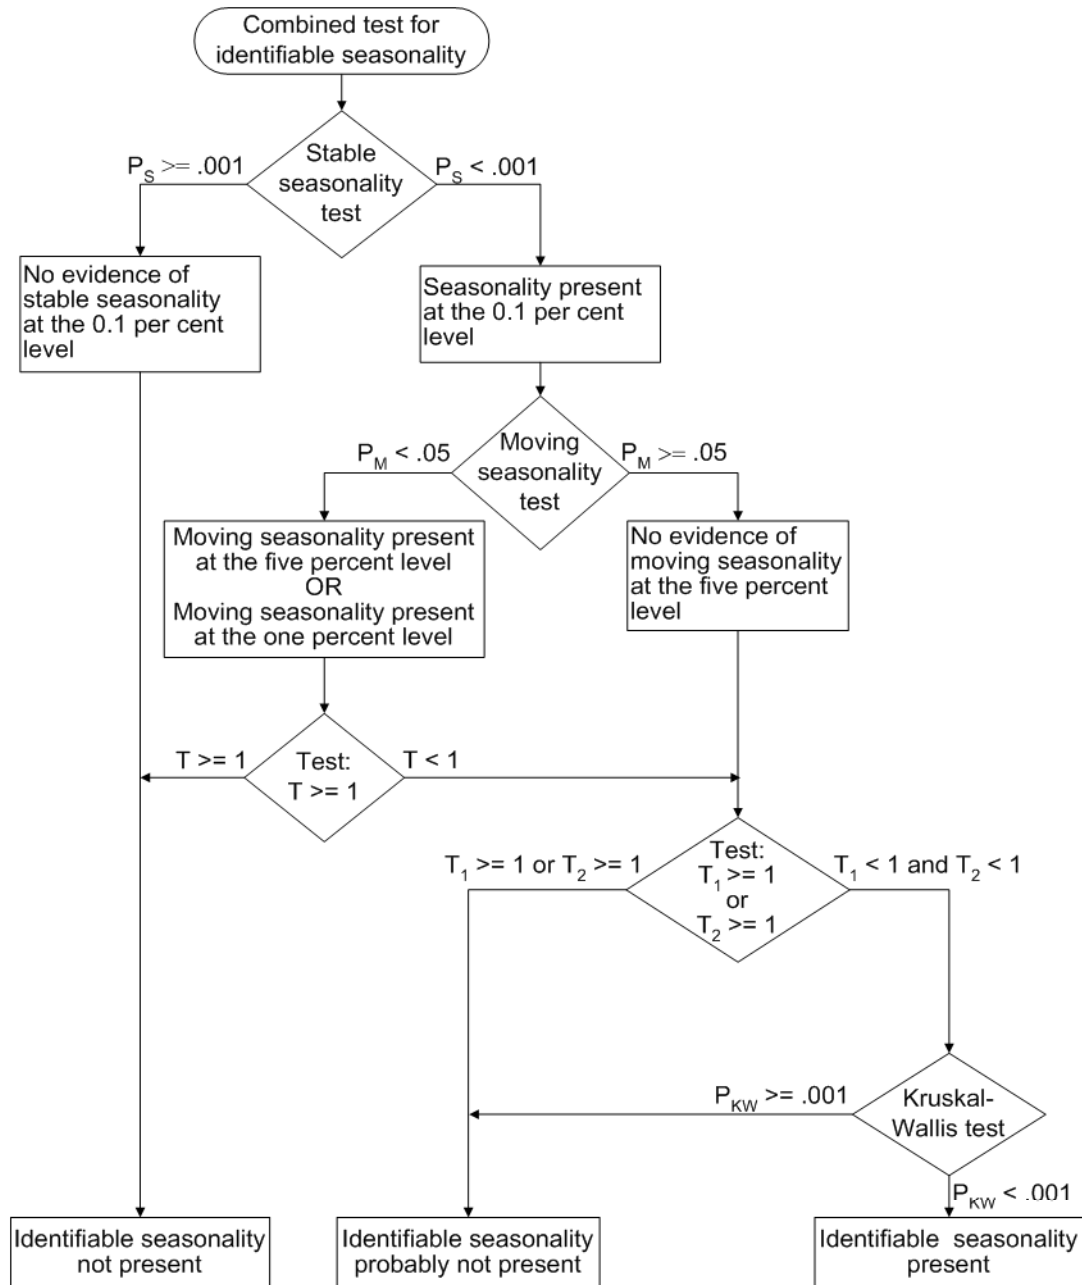 Combined test for
identifiable seasonality
Stable
seasonality
test
P_S >= .001
P_S < .001
No evidence of
stable seasonality
at the 0.1 per cent
level
Seasonality present
at the 0.1 per cent
level
Moving
seasonality
test
P_M < .05
P_M >= .05
Moving seasonality present
at the five percent level
OR
Moving seasonality present
at the one percent level
No evidence of
moving seasonality
at the five percent
level
T >= 1
Test:
T >= 1
T < 1
T_1 >= 1 or T_2 >= 1
Test:
T_1 >= 1
or
T_2 >= 1
T_1 < 1 and T_2 < 1
P_KW >= .001
Kruskal-
Wallis test
P_KW < .001
Identifiable seasonality
not present
Identifiable seasonality
probably not present
Identifiable seasonality
present